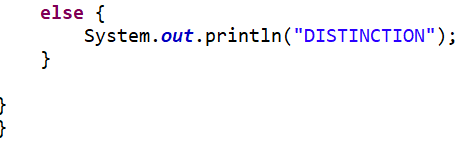 else {
System.out.println("DISTINCTION");
}
}
}